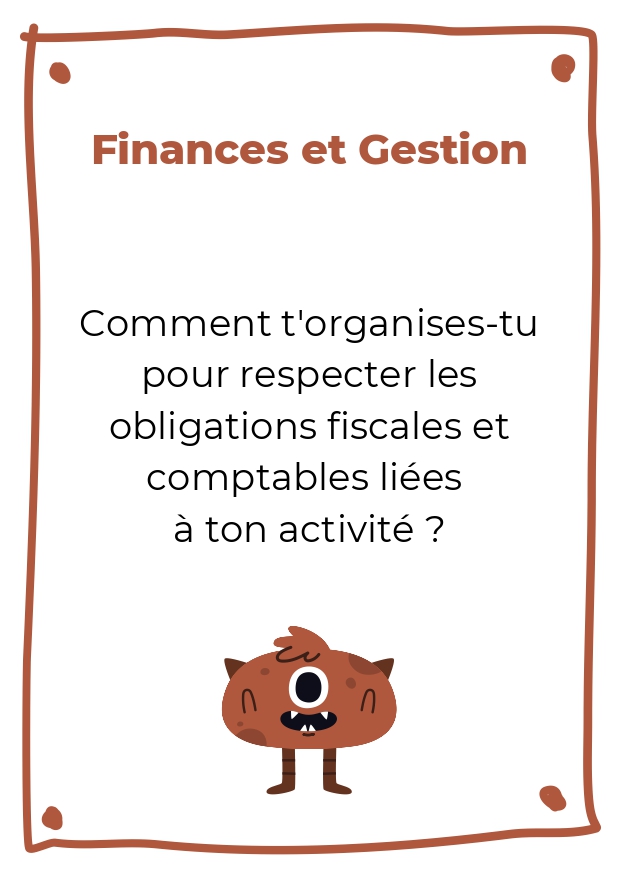 Finances et Gestion
Comment t'organises-tu
pour respecter les
obligations fiscales et
comptables liées
à ton activité ?